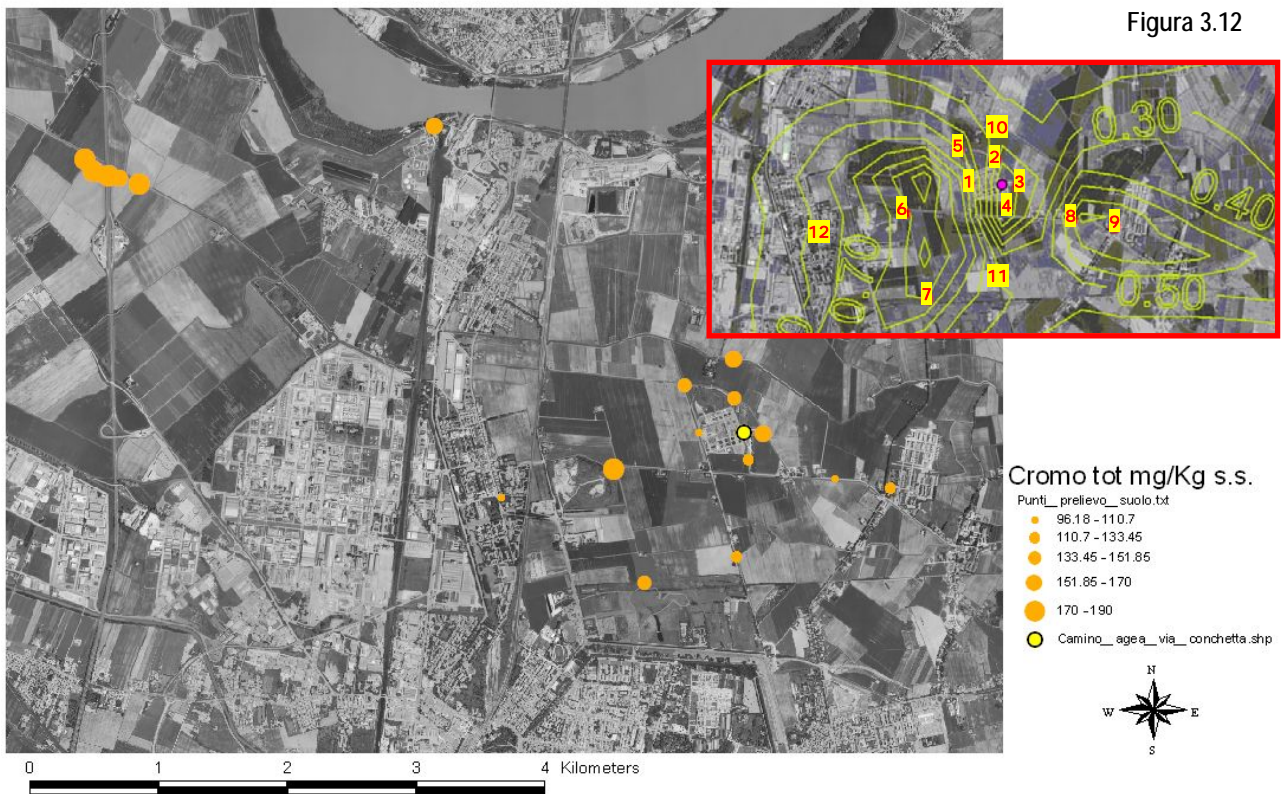 Figura 3.12
10
5
2
1
3
4
6
8
9
12
11
7
0.30
0.40
0.50
0.70
Cromo tot mg/Kg s.s.
Punti__prelievo__suolo.txt
96.18 - 110.7
110.7 - 133.45
133.45 - 151.85
151.85 - 170
170 - 190
Camino__agea__via__conchetta.shp
N
W E
S
0 1 2 3 4 Kilometers